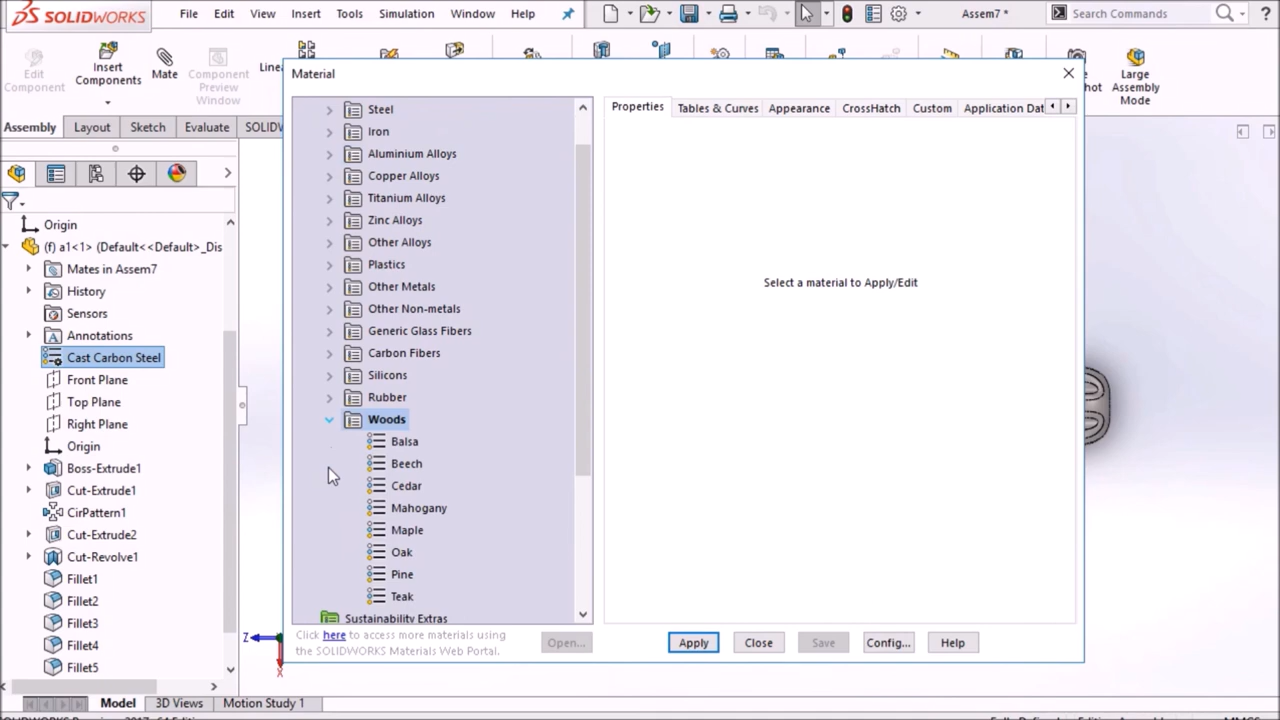 SOLIDWORKS
File Edit View Insert Tools Simulation Window Help
Assem7 *
Search Commands
?
Edit Component
Insert Components
Mate
Component Preview Window
Line
hot
Large Assembly Mode
Assembly Layout Sketch Evaluate SOLIDW
Origin
(f) a1<1> (Default<<Default>_Dis
Mates in Assem7
History
Sensors
Annotations
Cast Carbon Steel
Front Plane
Top Plane
Right Plane
Origin
Boss-Extrude1
Cut-Extrude1
CirPattern1
Cut-Extrude2
Cut-Revolve1
Fillet1
Fillet2
Fillet3
Fillet4
Fillet5
Material
Steel
Iron
Aluminium Alloys
Copper Alloys
Titanium Alloys
Zinc Alloys
Other Alloys
Plastics
Other Metals
Other Non-metals
Generic Glass Fibers
Carbon Fibers
Silicons
Rubber
Woods
Balsa
Beech
Cedar
Mahogany
Maple
Oak
Pine
Teak
Sustainability Extras
Click here to access more materials using
the SOLIDWORKS Materials Web Portal.
Open...
Properties Tables & Curves Appearance CrossHatch Custom Application Dat
Select a material to Apply/Edit
Apply Close Save Config... Help
Z
X
Model 3D Views Motion Study 1